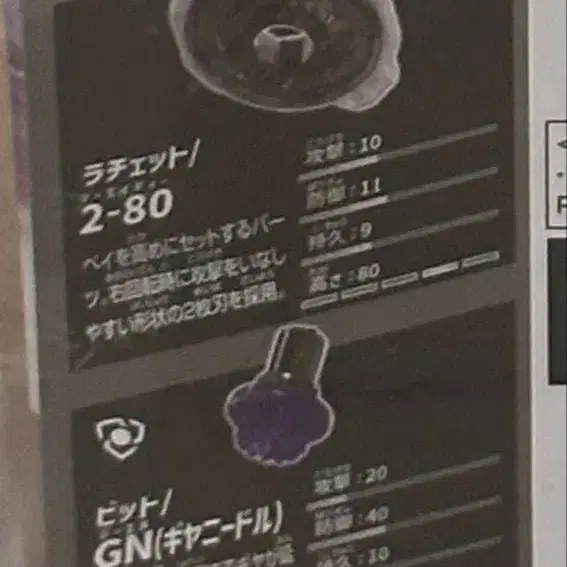 ラチェット/
2-80
ベイを高めにセットするパー
ツ。右回転時に攻撃をいなし
やすい形状の2枚刃を採用。
攻撃:10
防御:11
持久:9
高さ:80
ビット/
GN(ギヤニードル)
攻撃:20
防御:40
持久:10